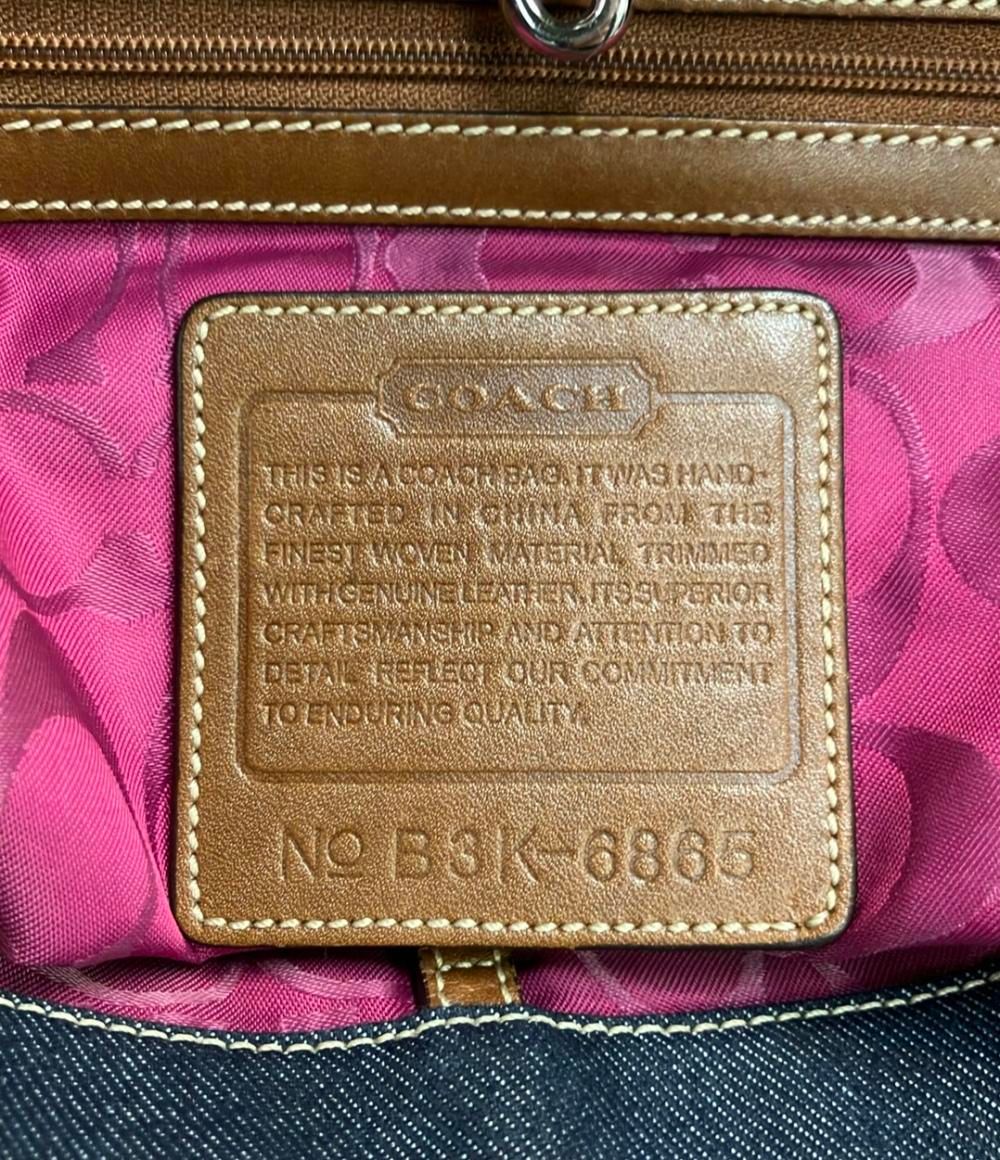 COACH
THIS IS A COACH BAG. IT WAS HAND-
CRAFTED IN CHINA FROM THE
FINEST WOVEN MATERIAL, TRIMMED
WITH GENUINE LEATHER. ITS SUPERIOR
CRAFTSMANSHIP AND ATTENTION TO
DETAIL REFLECT OUR COMMITMENT
TO ENDURING QUALITY.
No B3K-6865